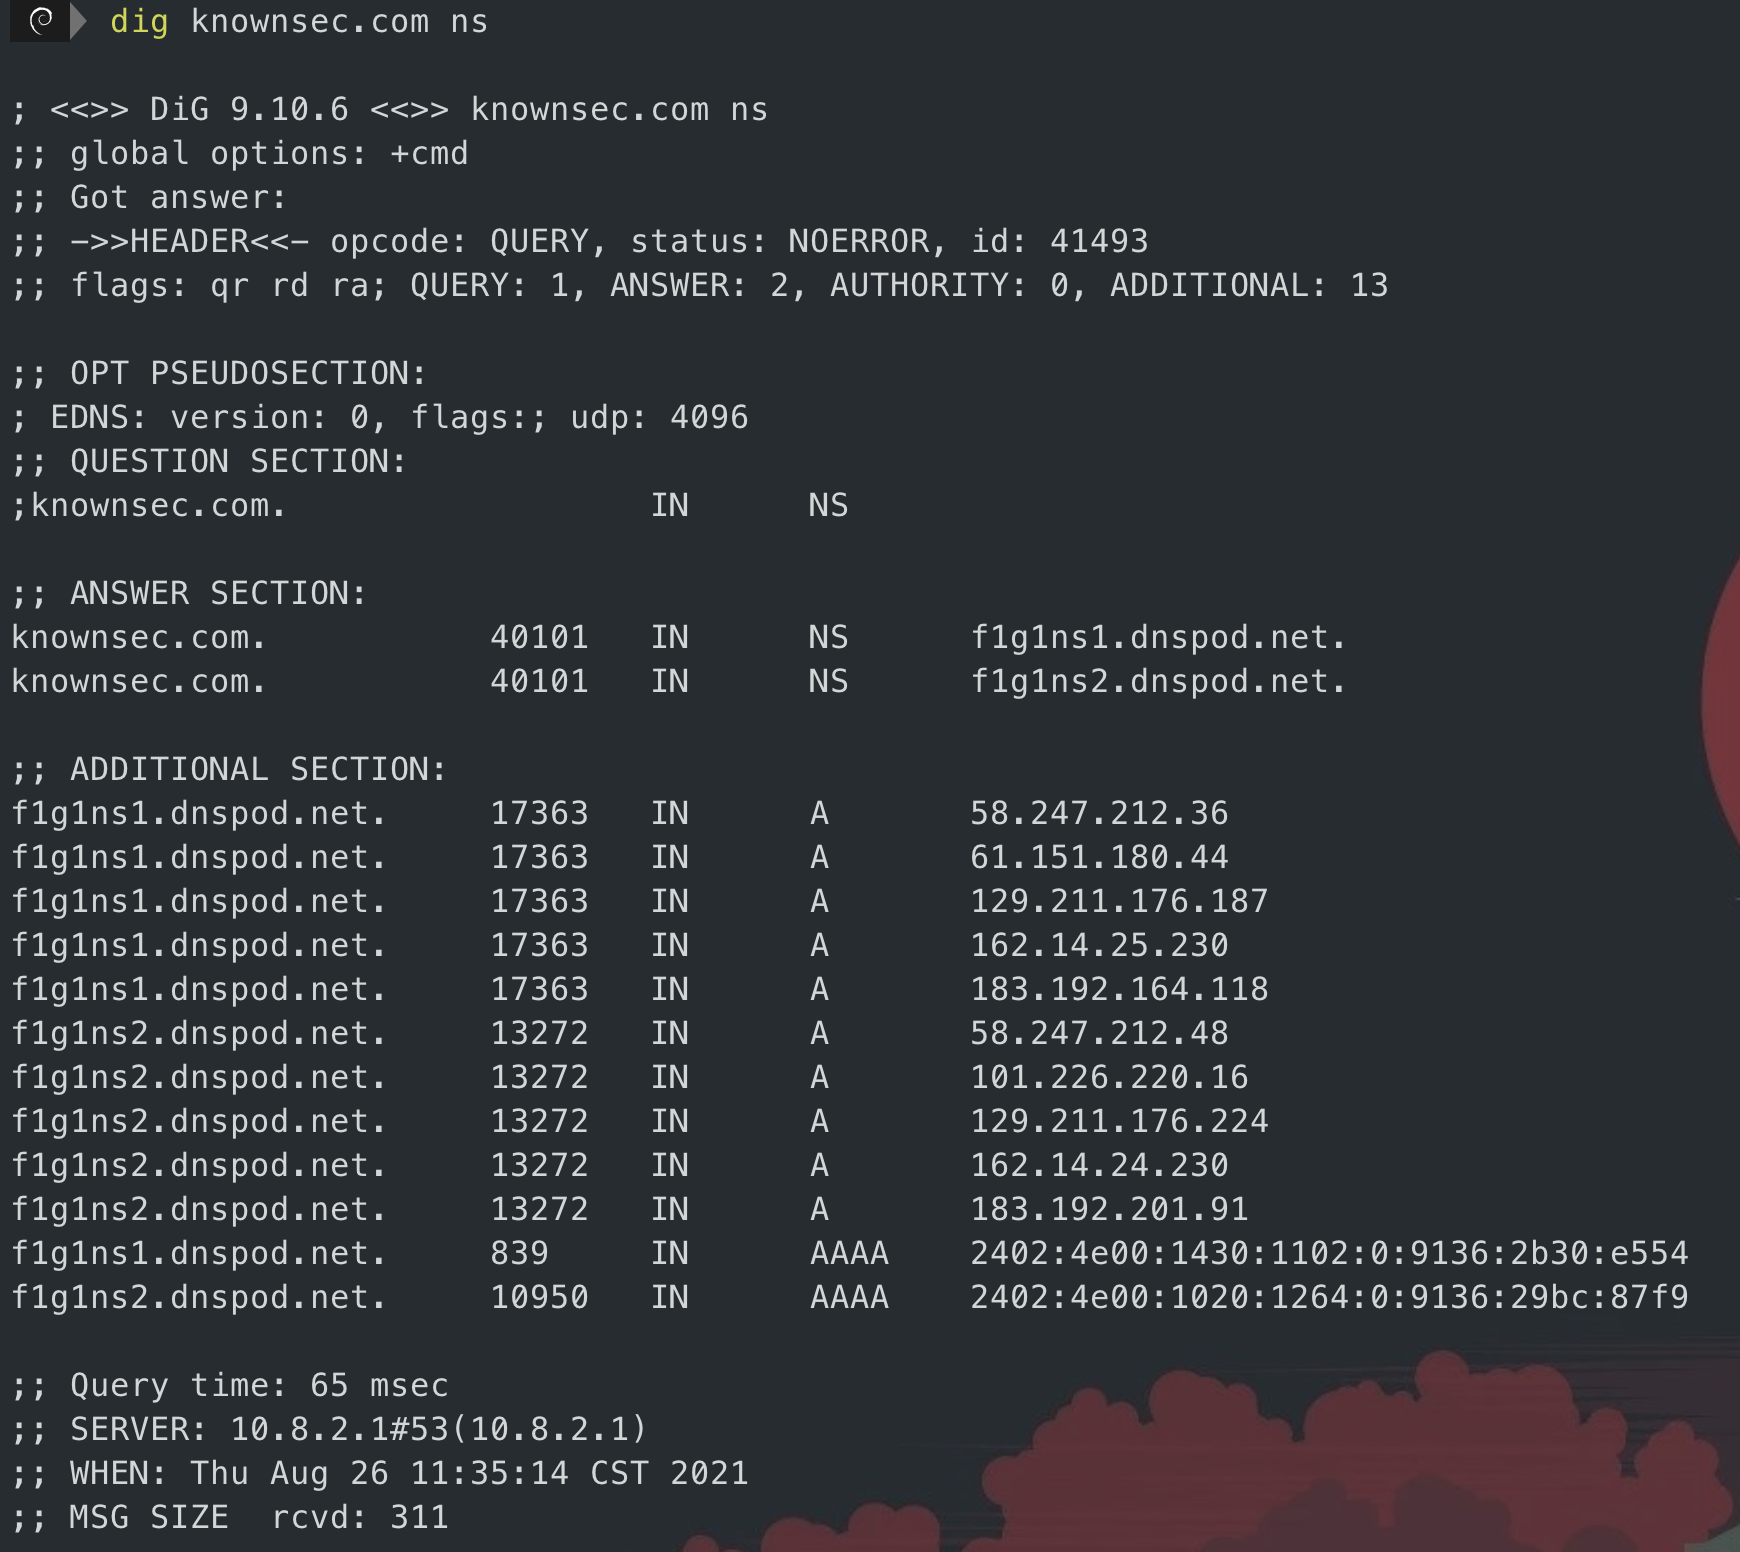 dig knownsec.com ns
; <<>> DiG 9.10.6 <<>> knownsec.com ns
;; global options: +cmd
;; Got answer:
;; ->>HEADER<<- opcode: QUERY, status: NOERROR, id: 41493
;; flags: qr rd ra; QUERY: 1, ANSWER: 2, AUTHORITY: 0, ADDITIONAL: 13
;; OPT PSEUDOSECTION:
; EDNS: version: 0, flags:; udp: 4096
;; QUESTION SECTION:
;knownsec.com. IN NS
;; ANSWER SECTION:
knownsec.com. 40101 IN NS f1g1ns1.dnspod.net.
knownsec.com. 40101 IN NS f1g1ns2.dnspod.net.
;; ADDITIONAL SECTION:
f1g1ns1.dnspod.net. 17363 IN A 58.247.212.36
f1g1ns1.dnspod.net. 17363 IN A 61.151.180.44
f1g1ns1.dnspod.net. 17363 IN A 129.211.176.187
f1g1ns1.dnspod.net. 17363 IN A 162.14.25.230
f1g1ns1.dnspod.net. 17363 IN A 183.192.164.118
f1g1ns2.dnspod.net. 13272 IN A 58.247.212.48
f1g1ns2.dnspod.net. 13272 IN A 101.226.220.16
f1g1ns2.dnspod.net. 13272 IN A 129.211.176.224
f1g1ns2.dnspod.net. 13272 IN A 162.14.24.230
f1g1ns2.dnspod.net. 13272 IN A 183.192.201.91
f1g1ns1.dnspod.net. 839 IN AAAA 2402:4e00:1430:1102:0:9136:2b30:e554
f1g1ns2.dnspod.net. 10950 IN AAAA 2402:4e00:1020:1264:0:9136:29bc:87f9
;; Query time: 65 msec
;; SERVER: 10.8.2.1#53(10.8.2.1)
;; WHEN: Thu Aug 26 11:35:14 CST 2021
;; MSG SIZE  rcvd: 311